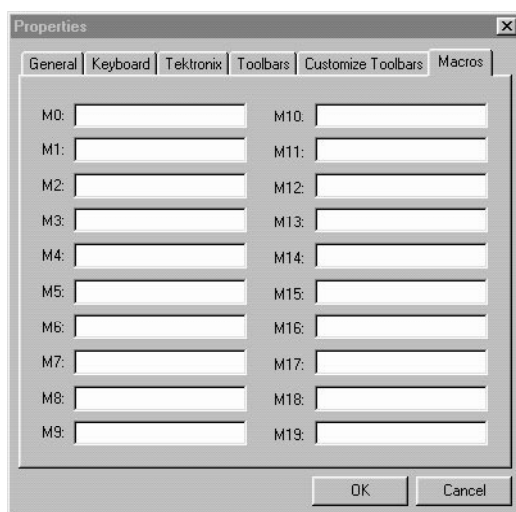 Properties
General Keyboard Tektronix Toolbars Customize Toolbars Macros
M0: M10:
M1: M11:
M2: M12:
M3: M13:
M4: M14:
M5: M15:
M6: M16:
M7: M17:
M8: M18:
M9: M19:
OK Cancel